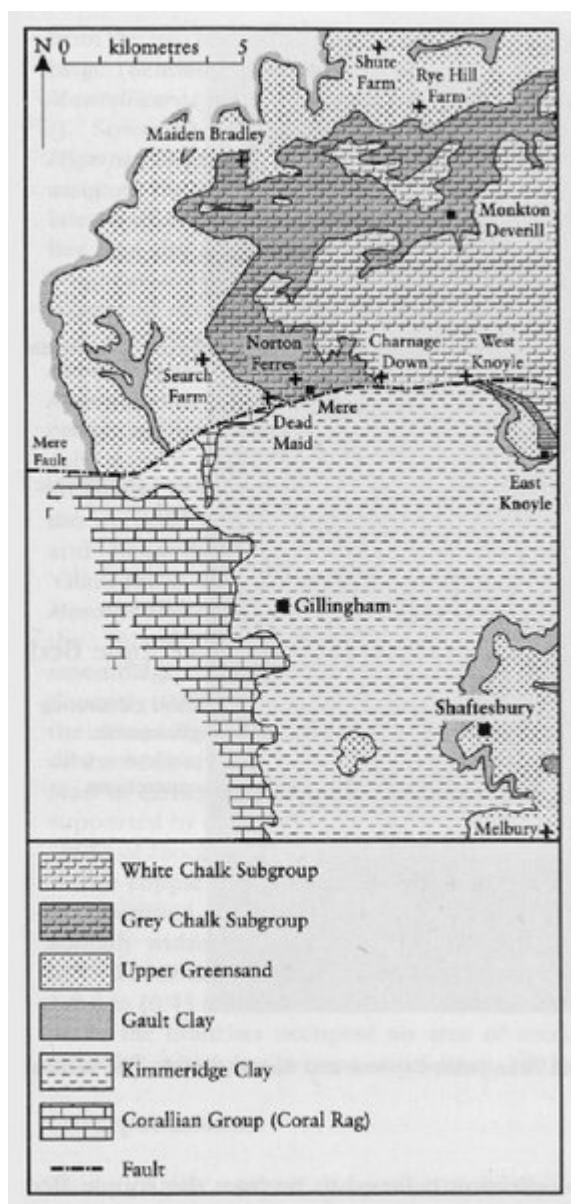 N 0 kilometres 5
Shute
Farm
Rye Hill
Farm
Maiden Bradley
Monkton
Deverill
Norton
Ferres
Charnage
Down
West
Knoyle
Search
Farm
Mere
Dead
Maid
Mere
Fault
East
Knoyle
Gillingham
Shaftesbury
Melbury
White Chalk Subgroup
Grey Chalk Subgroup
Upper Greensand
Gault Clay
Kimmeridge Clay
Corallian Group (Coral Rag)
Fault